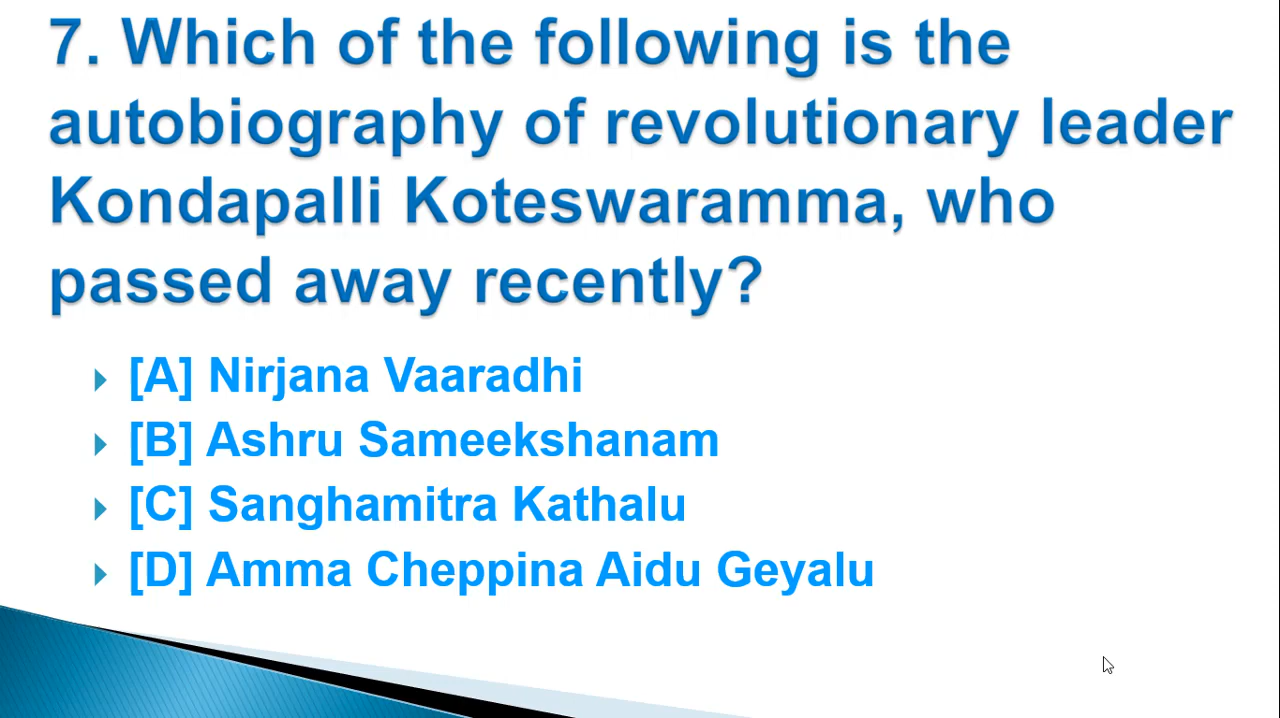 7. Which of the following is the
autobiography of revolutionary leader
Kondapalli Koteswaramma, who
passed away recently?
[A] Nirjana Vaaradhi
[B] Ashru Sameekshanam
[C] Sanghamitra Kathalu
[D] Amma Cheppina Aidu Geyalu